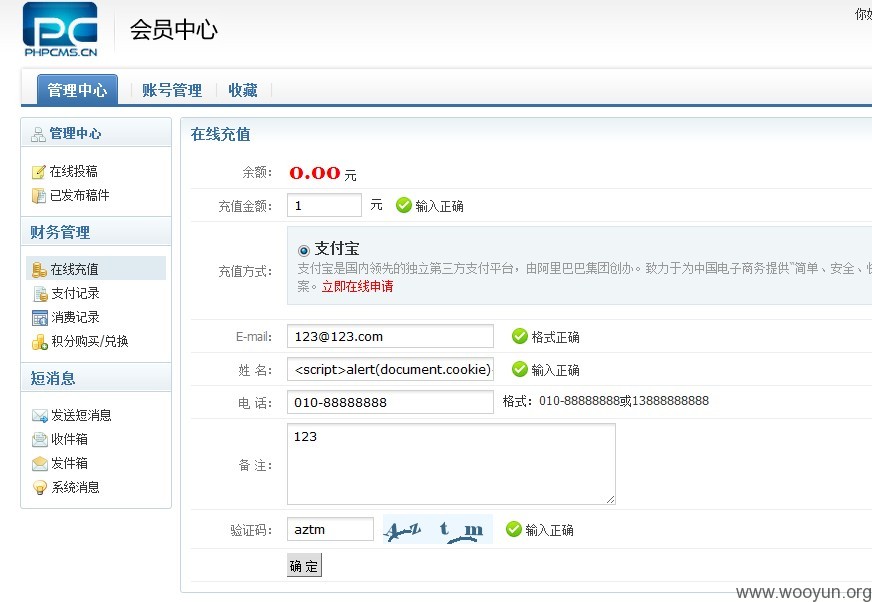 PC
PHPCMS.CN
会员中心
管理中心 账号管理 收藏
管理中心
在线投稿
已发布稿件
财务管理
在线充值
支付记录
消费记录
积分购买/兑换
短消息
发送短消息
收件箱
发件箱
系统消息
在线充值
余额： 0.00 元
充值金额： 1 元 输入正确
充值方式：
支付宝
支付宝是国内领先的独立第三方支付平台，由阿里巴巴集团创办。致力于为中国电子商务提供“简单、安全、
案。立即在线申请
E-mail: 123@123.com 格式正确
姓 名： <script>alert(document.cookie) 输入正确
电 话： 010-88888888 格式：010-88888888或13888888888
备 注： 123
验证码： aztm A-z t m 输入正确
确 定
www.wooyun.org